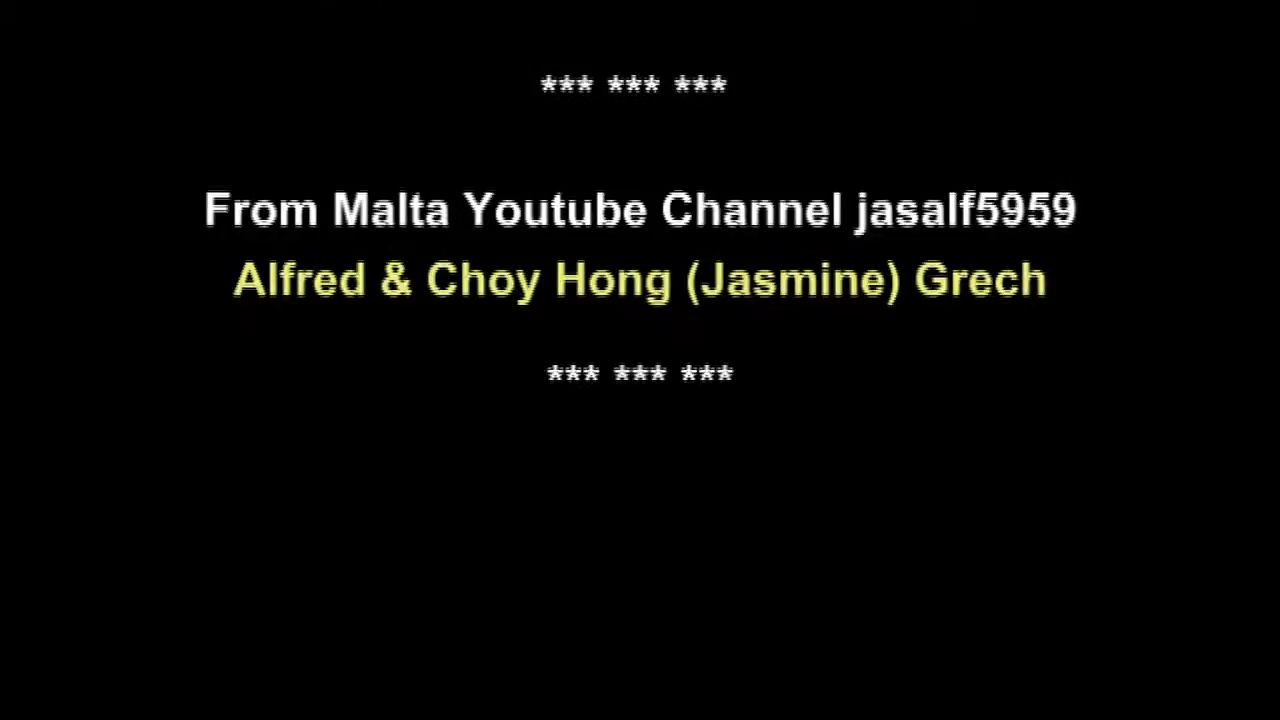 *** *** ***
From Malta Youtube Channel jasalf5959
Alfred & Choy Hong (Jasmine) Grech
*** *** ***